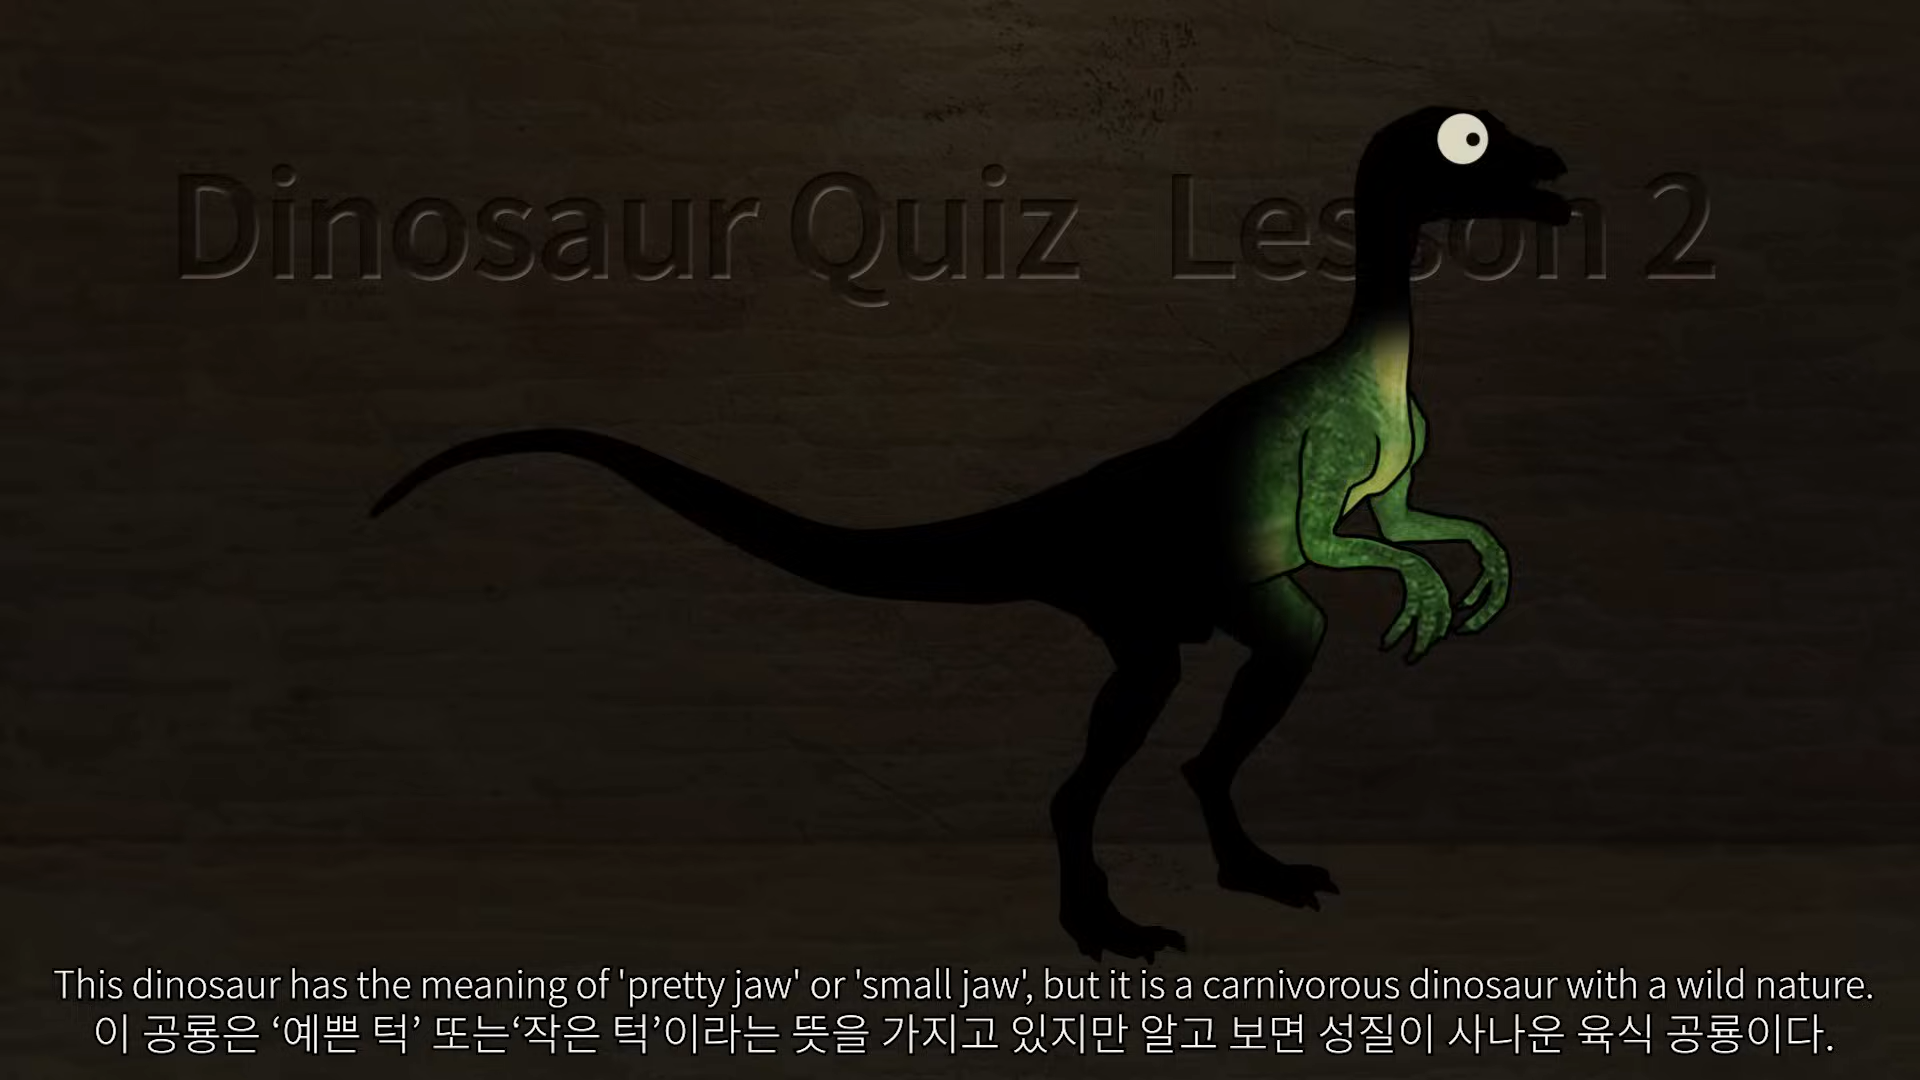 Dinosaur Quiz Lesson 2
This dinosaur has the meaning of 'pretty jaw' or 'small jaw', but it is a carnivorous dinosaur with a wild nature.
이 공룡은 ‘예쁜 턱’ 또는‘작은 턱’이라는 뜻을 가지고 있지만 알고 보면 성질이 사나운 육식 공룡이다.